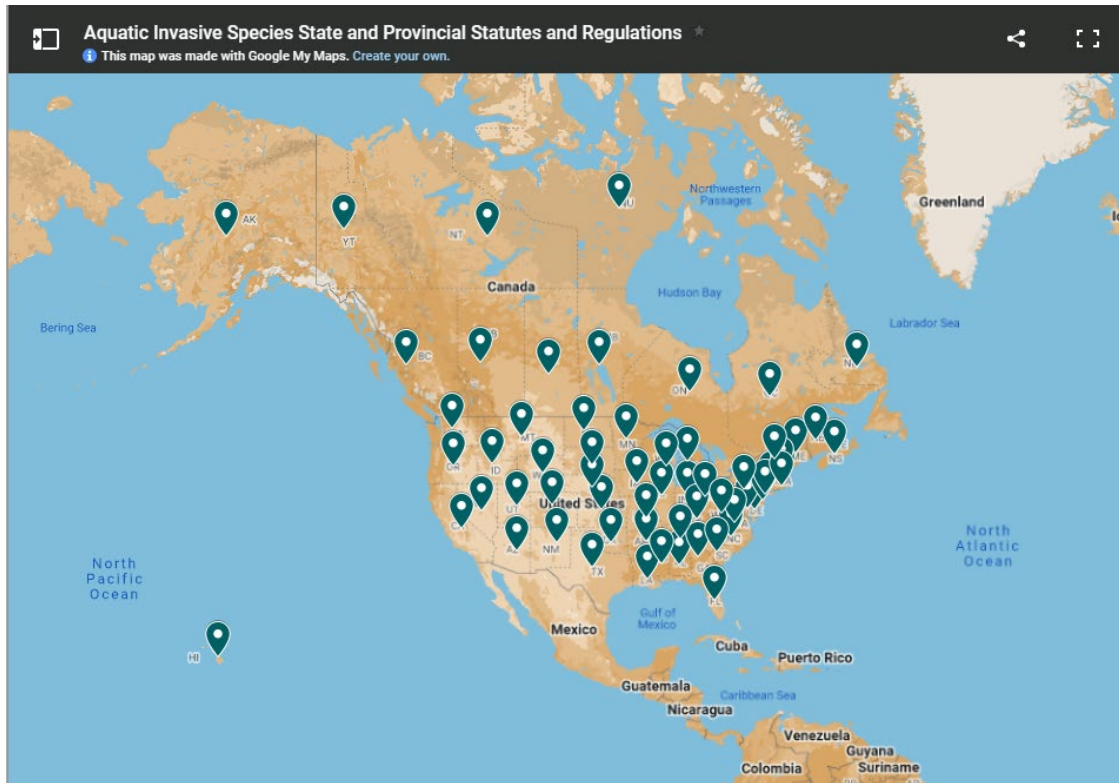 Aquatic Invasive Species State and Provincial Statutes and Regulations
This map was made with Google My Maps. Create your own.
Northwestern
Passages
Greenland
AK
YT
NT
NU
Canada
Hudson Bay
Bering Sea
Labrador Sea
BC
ON
MT
MN
OR
ID
ME
NS
UT
United States
CA
DE
AZ
NM
NC
SC
TX
LA
FL
North
Pacific
Ocean
North
Atlantic
Ocean
Gulf of
Mexico
Mexico
Cuba
Puerto Rico
HI
Guatemala
Caribbean Sea
Nicaragua
Venezuela
Guyana
Suriname
Colombia